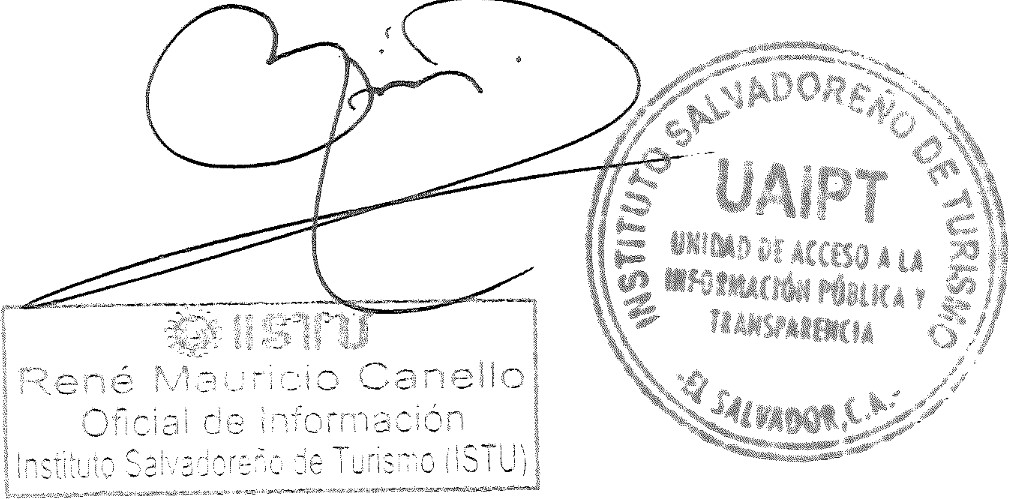 ISTU
René Mauricio Canello
Oficial de Información
Instituto Salvadoreño de Turismo (ISTU)
INSTITUTO SALVADOREÑO DE TURISMO
UAIPT
UNIDAD DE ACCESO A LA
INFORMACIÓN PÚBLICA Y
TRANSPARENCIA
-EL SALVADOR, C.A.-